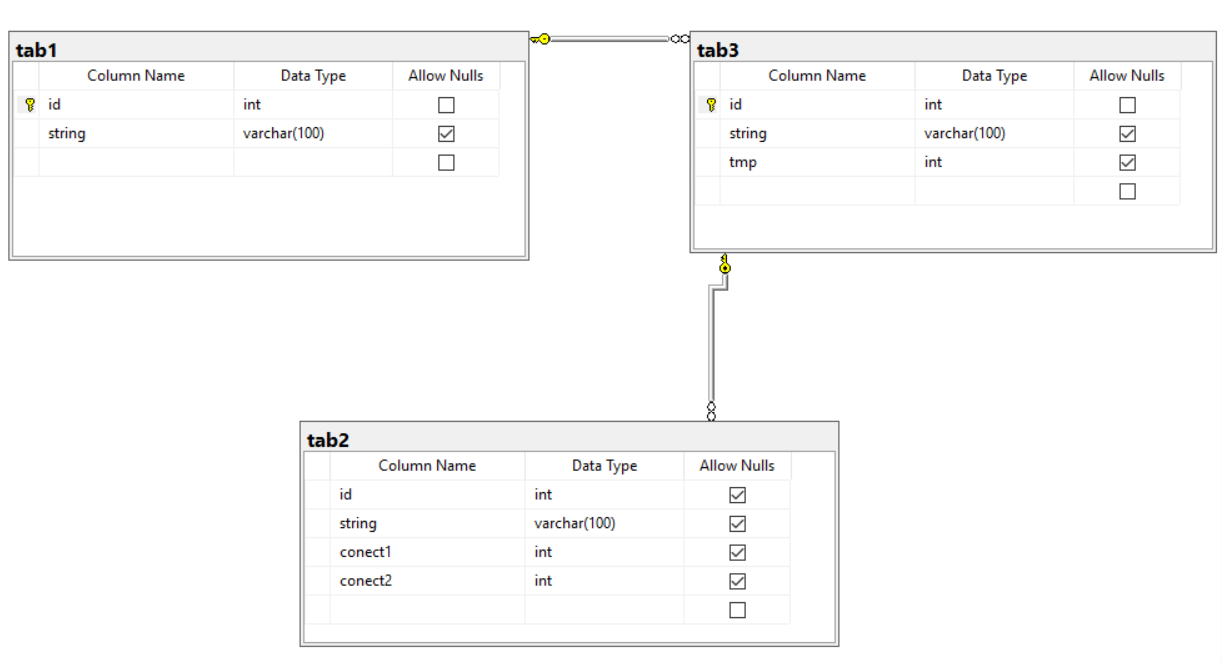 tab1
Column Name Data Type Allow Nulls
id int
string varchar(100)
tab3
Column Name Data Type Allow Nulls
id int
string varchar(100)
tmp int
tab2
Column Name Data Type Allow Nulls
id int
string varchar(100)
conect1 int
conect2 int